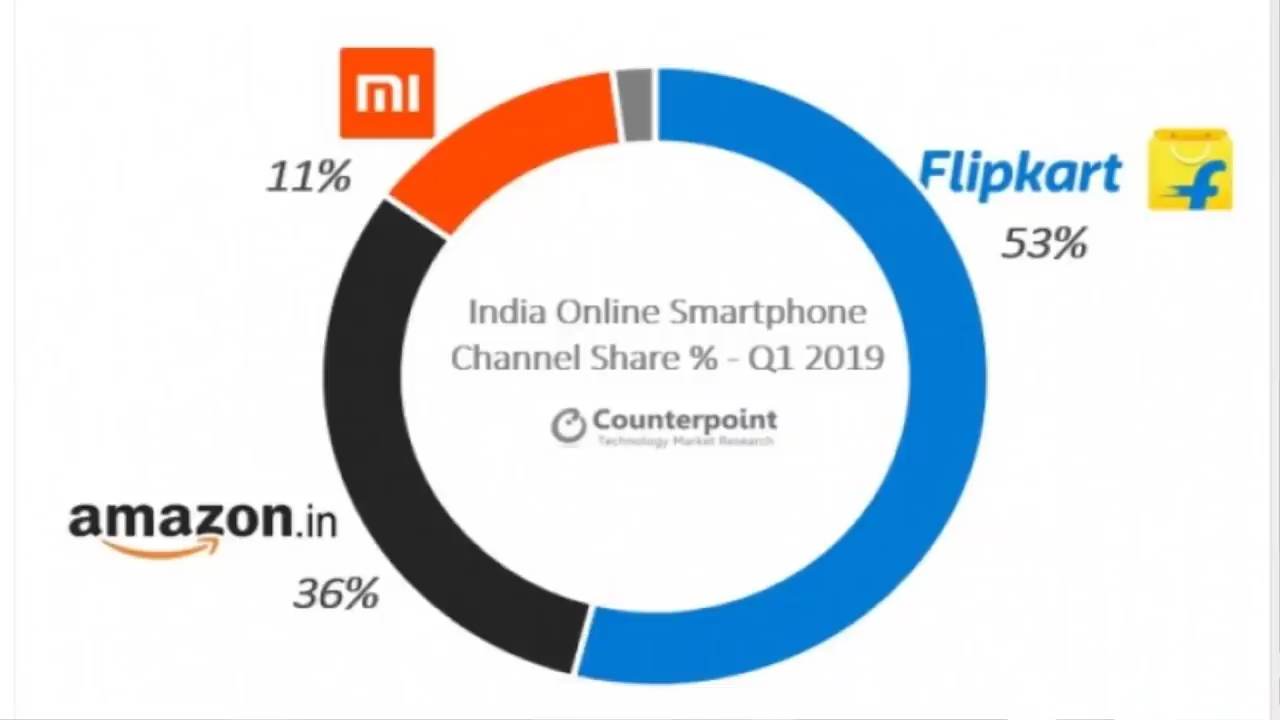 mi
11%
Flipkart
f
53%
India Online Smartphone
Channel Share % - Q1 2019
Counterpoint
Technology Market Research
amazon.in
36%